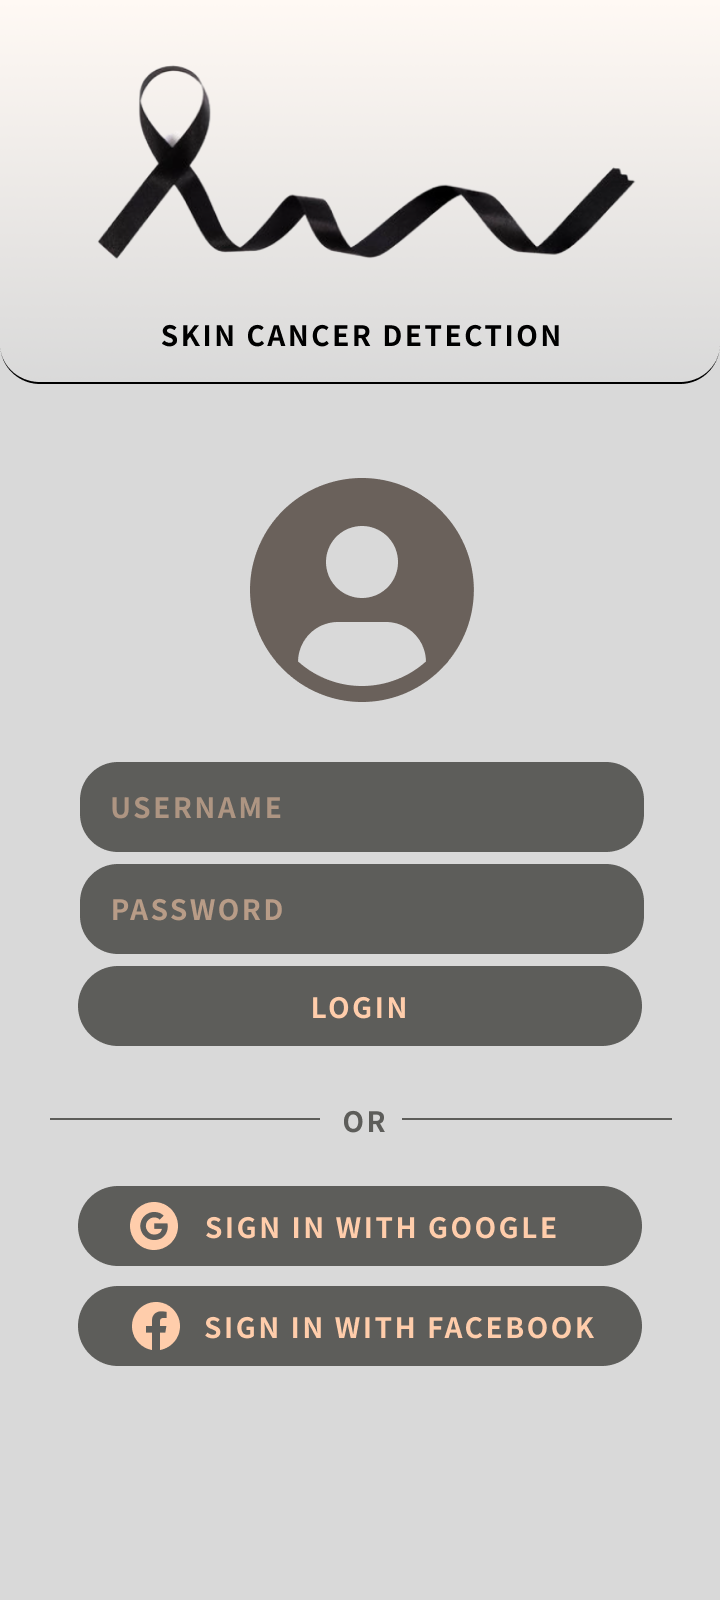 SKIN CANCER DETECTION
USERNAME
PASSWORD
LOGIN
OR
SIGN IN WITH GOOGLE
SIGN IN WITH FACEBOOK